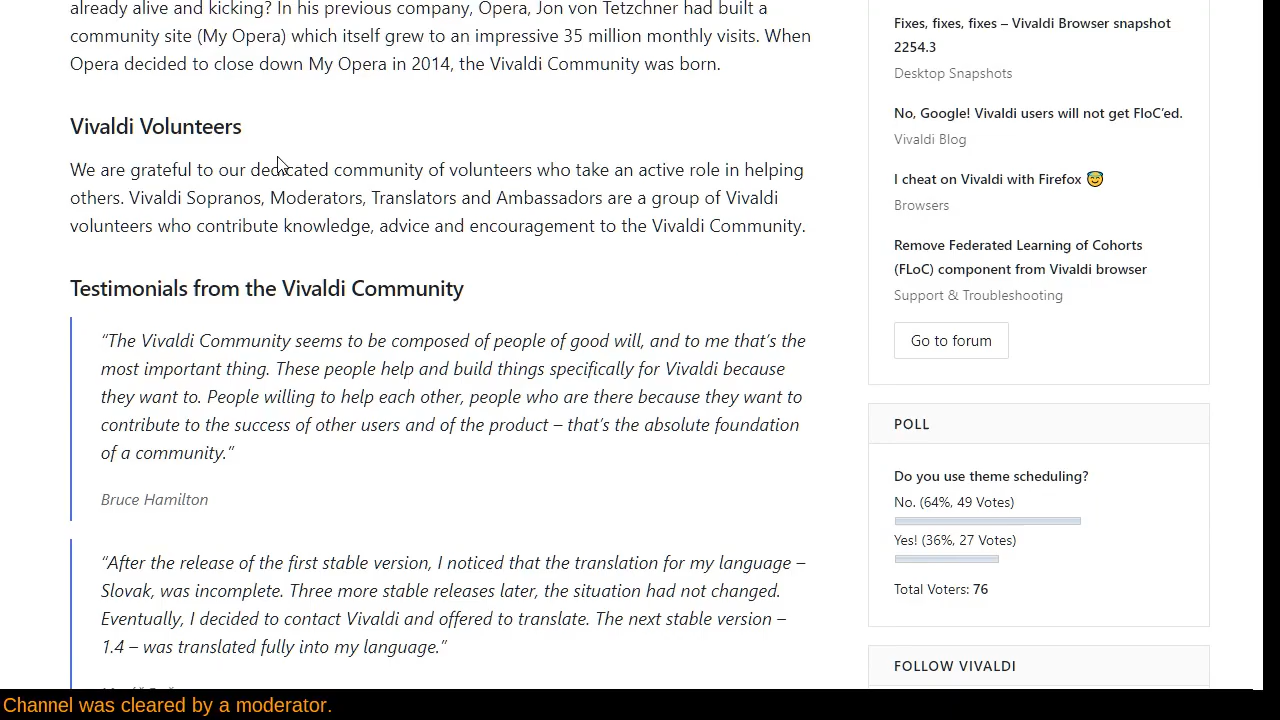 already alive and kicking? In his previous company, Opera, Jon von Tetzchner had built a
community site (My Opera) which itself grew to an impressive 35 million monthly visits. When
Opera decided to close down My Opera in 2014, the Vivaldi Community was born.
Vivaldi Volunteers
We are grateful to our dedicated community of volunteers who take an active role in helping
others. Vivaldi Sopranos, Moderators, Translators and Ambassadors are a group of Vivaldi
volunteers who contribute knowledge, advice and encouragement to the Vivaldi Community.
Testimonials from the Vivaldi Community
“The Vivaldi Community seems to be composed of people of good will, and to me that’s the
most important thing. These people help and build things specifically for Vivaldi because
they want to. People willing to help each other, people who are there because they want to
contribute to the success of other users and of the product – that’s the absolute foundation
of a community.”
Bruce Hamilton
“After the release of the first stable version, I noticed that the translation for my language –
Slovak, was incomplete. Three more stable releases later, the situation had not changed.
Eventually, I decided to contact Vivaldi and offered to translate. The next stable version –
1.4 – was translated fully into my language.”
Fixes, fixes, fixes – Vivaldi Browser snapshot
2254.3
Desktop Snapshots
No, Google! Vivaldi users will not get FloC’ed.
Vivaldi Blog
I cheat on Vivaldi with Firefox 😇
Browsers
Remove Federated Learning of Cohorts
(FLoC) component from Vivaldi browser
Support & Troubleshooting
Go to forum
POLL
Do you use theme scheduling?
No. (64%, 49 Votes)
Yes! (36%, 27 Votes)
Total Voters: 76
FOLLOW VIVALDI
Channel was cleared by a moderator.